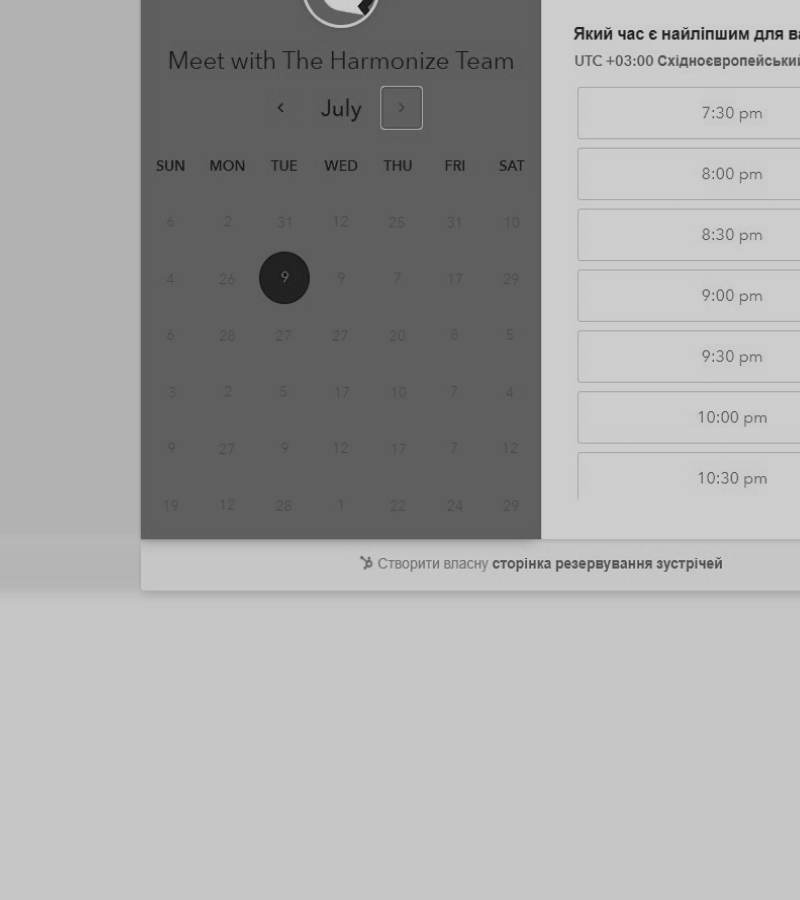 Meet with The Harmonize Team
July
SUN MON TUE WED THU FRI SAT
6 2 31 12 25 31 10
4 26 9 9 7 17 29
6 28 27 27 20 8 5
3 2 5 17 10 7 4
9 27 9 12 17 7 12
19 12 28 1 22 24 29
Який час є найліпшим для
UTC +03:00 Східноєвропейський
7:30 pm
8:00 pm
8:30 pm
9:00 pm
9:30 pm
10:00 pm
10:30 pm
Створити власну сторінка резервування зустрічей